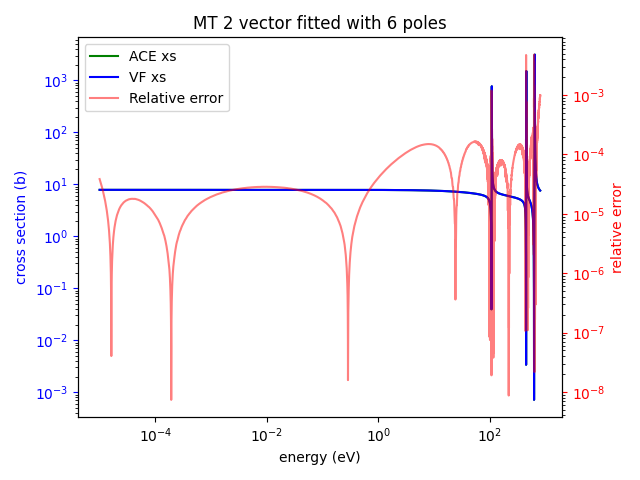 MT 2 vector fitted with 6 poles
ACE xs
VF xs
Relative error
cross section (b)
10³
10²
10¹
10⁰
10⁻¹
10⁻²
10⁻³
10⁻³
10⁻⁴
10⁻⁵
10⁻⁶
10⁻⁷
10⁻⁸
relative error
10⁻⁴
10⁻²
10⁰
10²
energy (eV)